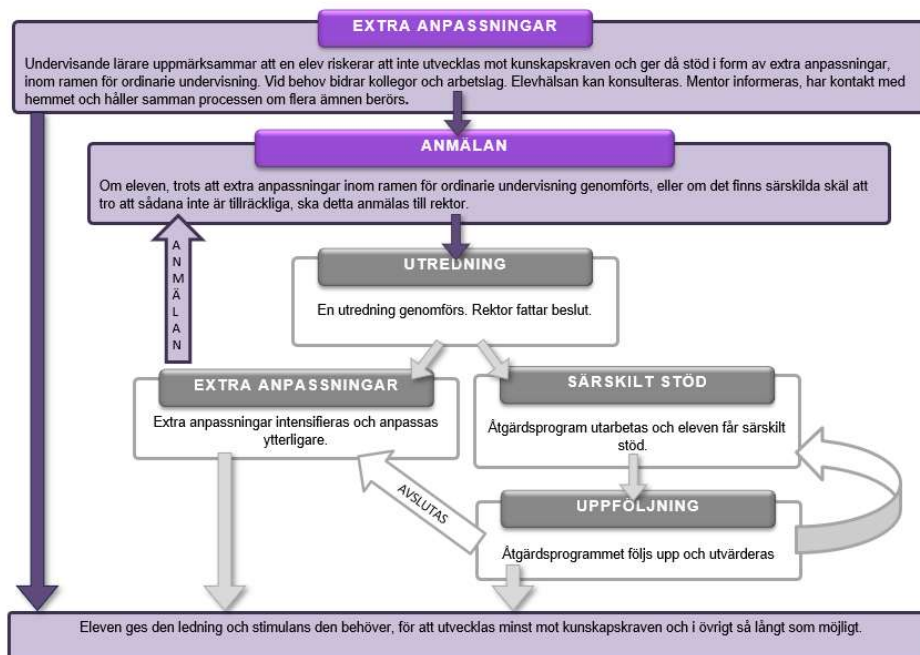 EXTRA ANPASSNINGAR
Undervisande lärare uppmärksammar att en elev riskerar att inte utvecklas mot kunskapskraven och ger då stöd i form av extra anpassningar,
inom ramen för ordinarie undervisning. Vid behov bidrar kollegor och arbetslag. Elevhälsan kan konsulteras. Mentor informeras, har kontakt med
hemmet och håller samman processen om flera ämnen berörs.
ANMÄLAN
Om eleven, trots att extra anpassningar inom ramen för ordinarie undervisning genomförts, eller om det finns särskilda skäl att
tro att sådana inte är tillräckliga, ska detta anmälas till rektor.
ANMÄLAN
UTREDNING
En utredning genomförs. Rektor fattar beslut.
EXTRA ANPASSNINGAR
Extra anpassningar intensifieras och anpassas
ytterligare.
SÄRSKILT STÖD
Åtgärdsprogram utarbetas och eleven får särskilt
stöd.
AVSLUTAS
UPPFÖLJNING
Åtgärdsprogrammet följs upp och utvärderas
Eleven ges den ledning och stimulans den behöver, för att utvecklas minst mot kunskapskraven och i övrigt så långt som möjligt.